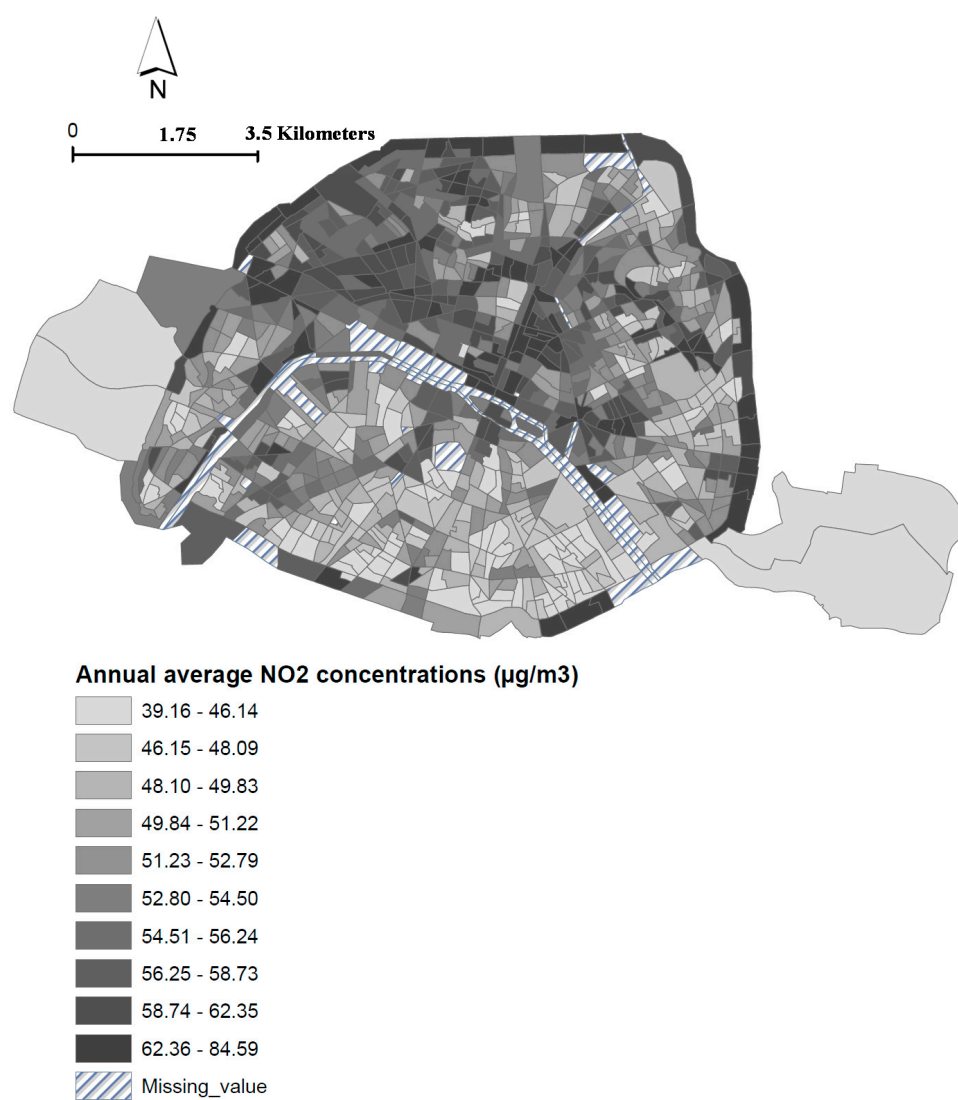 N
0 1.75 3.5 Kilometers
Annual average NO2 concentrations (µg/m3)
39.16 - 46.14
46.15 - 48.09
48.10 - 49.83
49.84 - 51.22
51.23 - 52.79
52.80 - 54.50
54.51 - 56.24
56.25 - 58.73
58.74 - 62.35
62.36 - 84.59
Missing_value